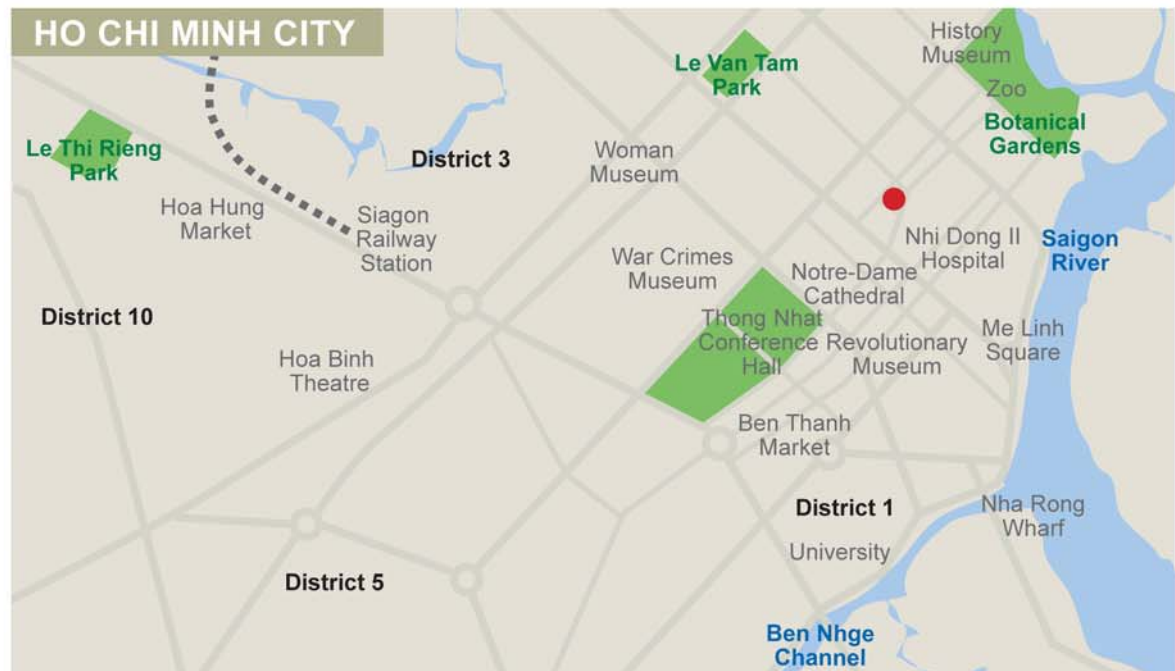 HO CHI MINH CITY
History
Museum
Le Van Tam
Park
Zoo
Botanical
Gardens
Le Thi Rieng
Park
District 3
Woman
Museum
Hoa Hung
Market
Siagon
Railway
Station
Nhi Dong II
Hospital
Saigon
River
War Crimes
Museum
Notre-Dame
Cathedral
District 10
Thong Nhat
Conference
Hall
Revolutionary
Museum
Me Linh
Square
Hoa Binh
Theatre
Ben Thanh
Market
District 1
Nha Rong
Wharf
University
District 5
Ben Nhge
Channel